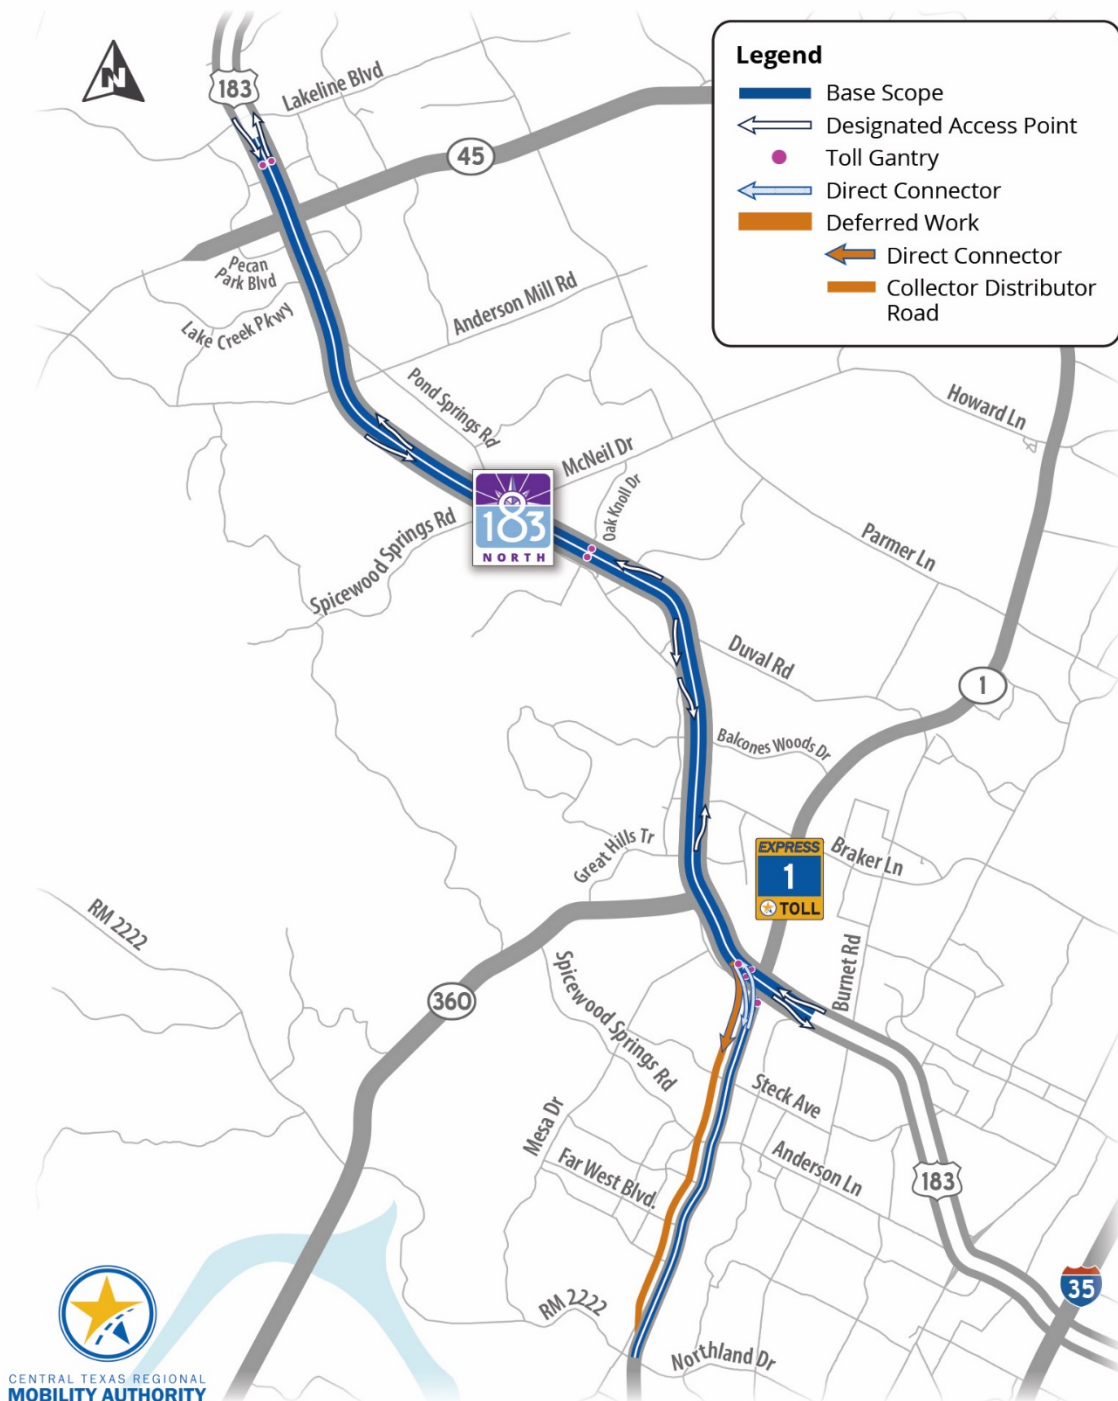 N
183
Lakeline Blvd
45
Legend
Base Scope
Designated Access Point
Toll Gantry
Direct Connector
Deferred Work
Direct Connector
Collector Distributor
Road
Pecan
Park Blvd
Lake Creek Pkwy
Anderson Mill Rd
Pond Springs Rd
McNeil Dr
Howard Ln
Oak Knoll Dr
183
NORTH
Spicewood Springs Rd
Parmer Ln
Duval Rd
1
Balcones Woods Dr
Great Hills Tr
EXPRESS
1
TOLL
Braker Ln
RM 2222
Burnet Rd
360
Spicewood Springs Rd
Steck Ave
Mesa Dr
Far West Blvd.
Anderson Ln
183
35
RM 2222
Northland Dr
CENTRAL TEXAS REGIONAL
MOBILITY AUTHORITY